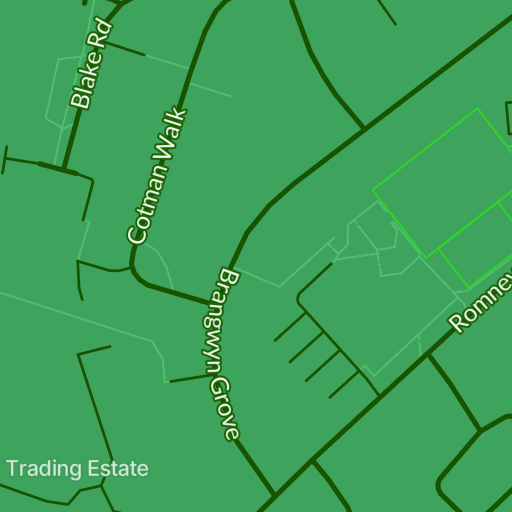 Blake Rd
Cotman Walk
Brangwyn Grove
Romney
Trading Estate